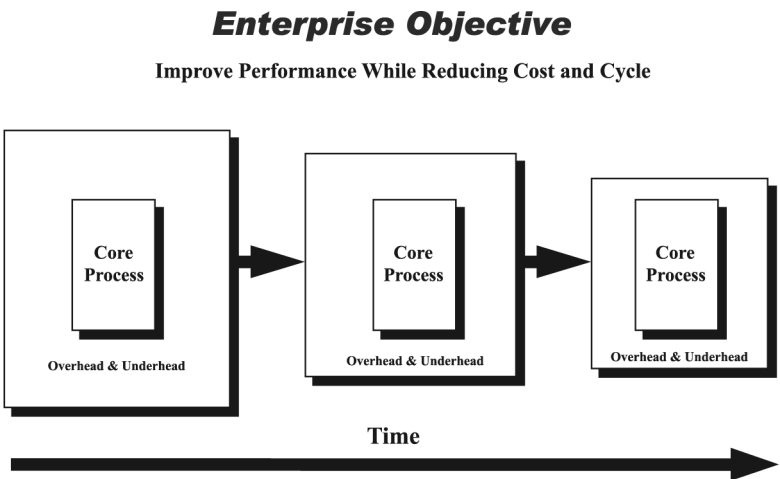 Enterprise Objective
Improve Performance While Reducing Cost and Cycle
Core
Process
Overhead & Underhead
Core
Process
Overhead & Underhead
Core
Process
Overhead & Underhead
Time